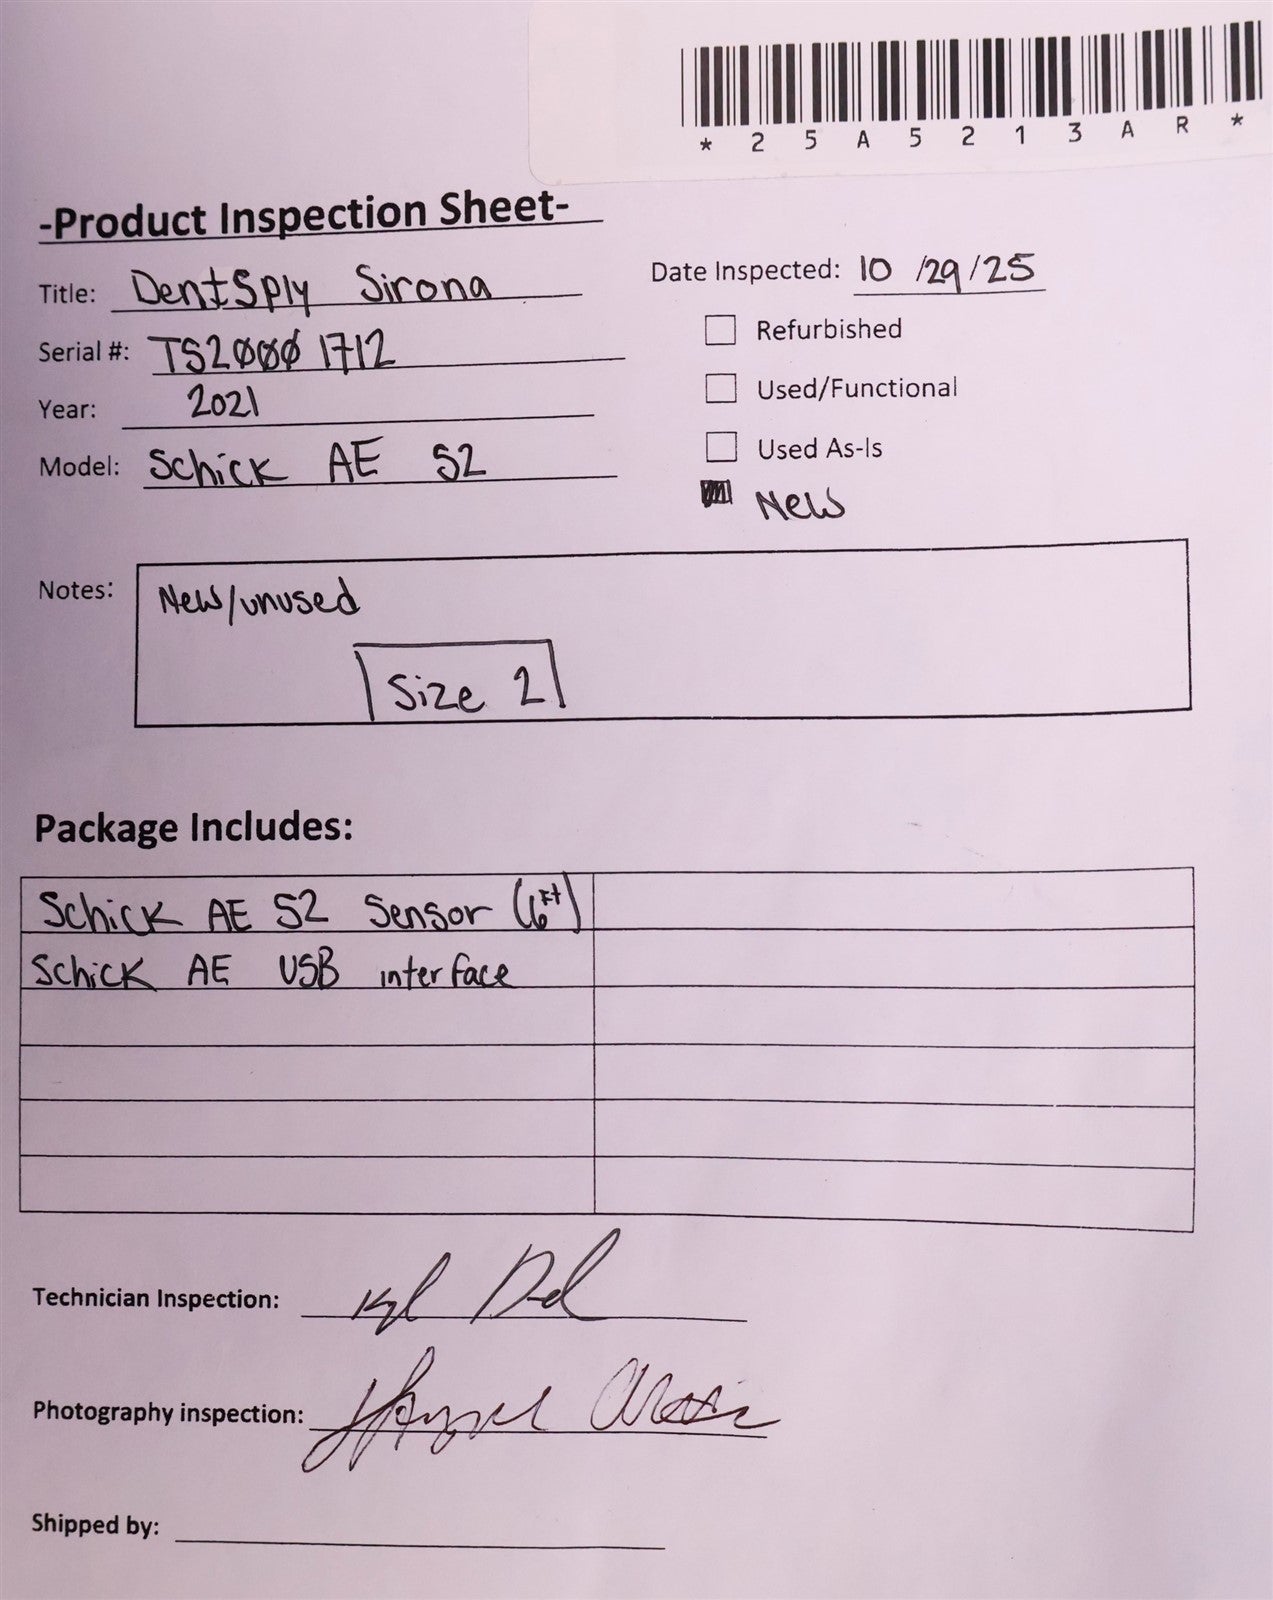 *25A5213AR*
-Product Inspection Sheet-
Title: DentSply Sirona
Date Inspected: 10/29/25
Serial #: TS20001712
Refurbished
Year: 2021
Used/Functional
Model: Schick AE S2
Used As-Is
New
Notes: New/unused
Size 2
Package Includes:
Schick AE S2 Sensor (6Ft)
Schick AE USB interface
Technician Inspection:
Photography inspection:
Shipped by: